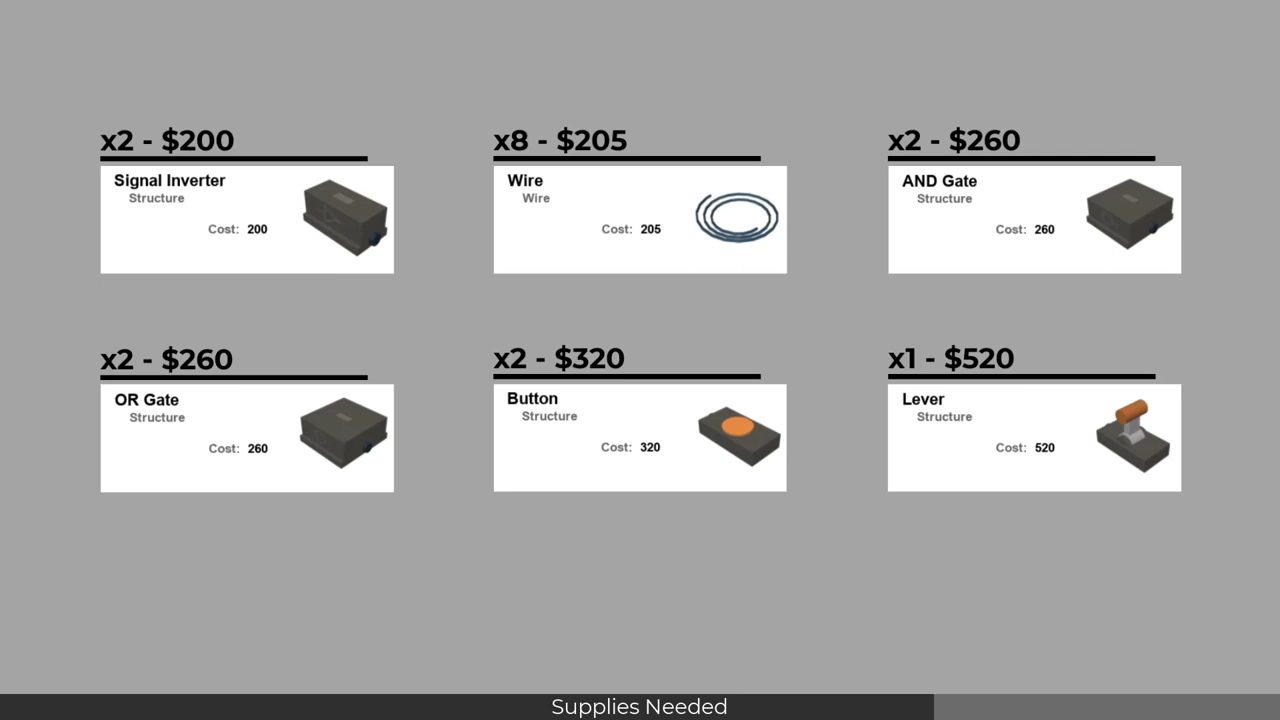 x2 - $200
Signal Inverter
Structure
Cost: 200
x8 - $205
Wire
Wire
Cost: 205
x2 - $260
AND Gate
Structure
Cost: 260
x2 - $260
OR Gate
Structure
Cost: 260
x2 - $320
Button
Structure
Cost: 320
x1 - $520
Lever
Structure
Cost: 520
Supplies Needed